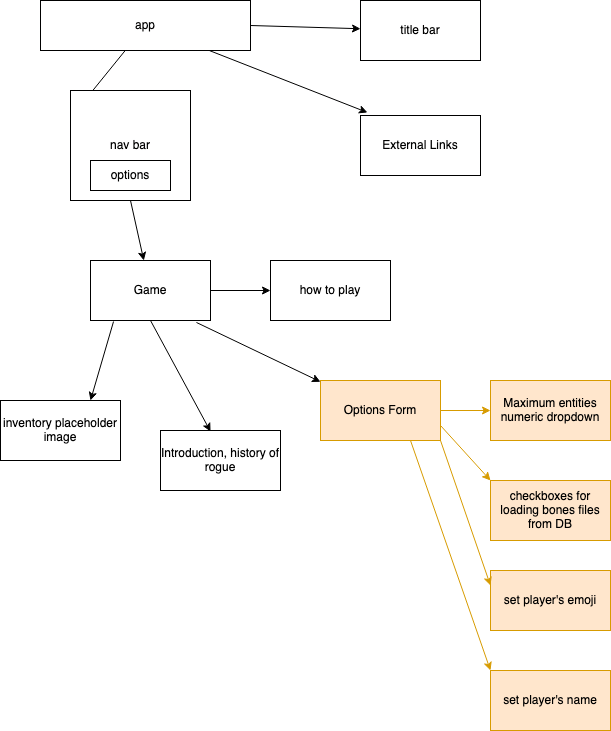 app
title bar
nav bar
External Links
options
Game
how to play
Options Form
Maximum entities
numeric dropdown
inventory placeholder
image
Introduction, history of
rogue
checkboxes for
loading bones files
from DB
set player's emoji
set player's name